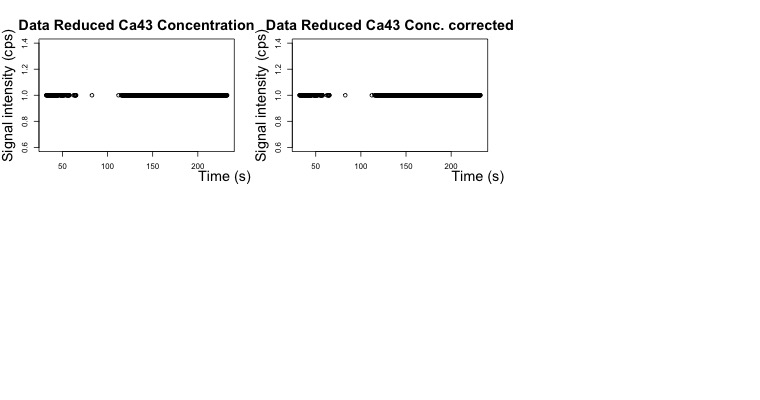 Data Reduced Ca43 Concentration
Signal intensity (cps)
1.4
1.2
1.0
0.8
0.6
50 100 150 200
Time (s)
Data Reduced Ca43 Conc. corrected
Signal intensity (cps)
1.4
1.2
1.0
0.8
0.6
50 100 150 200
Time (s)